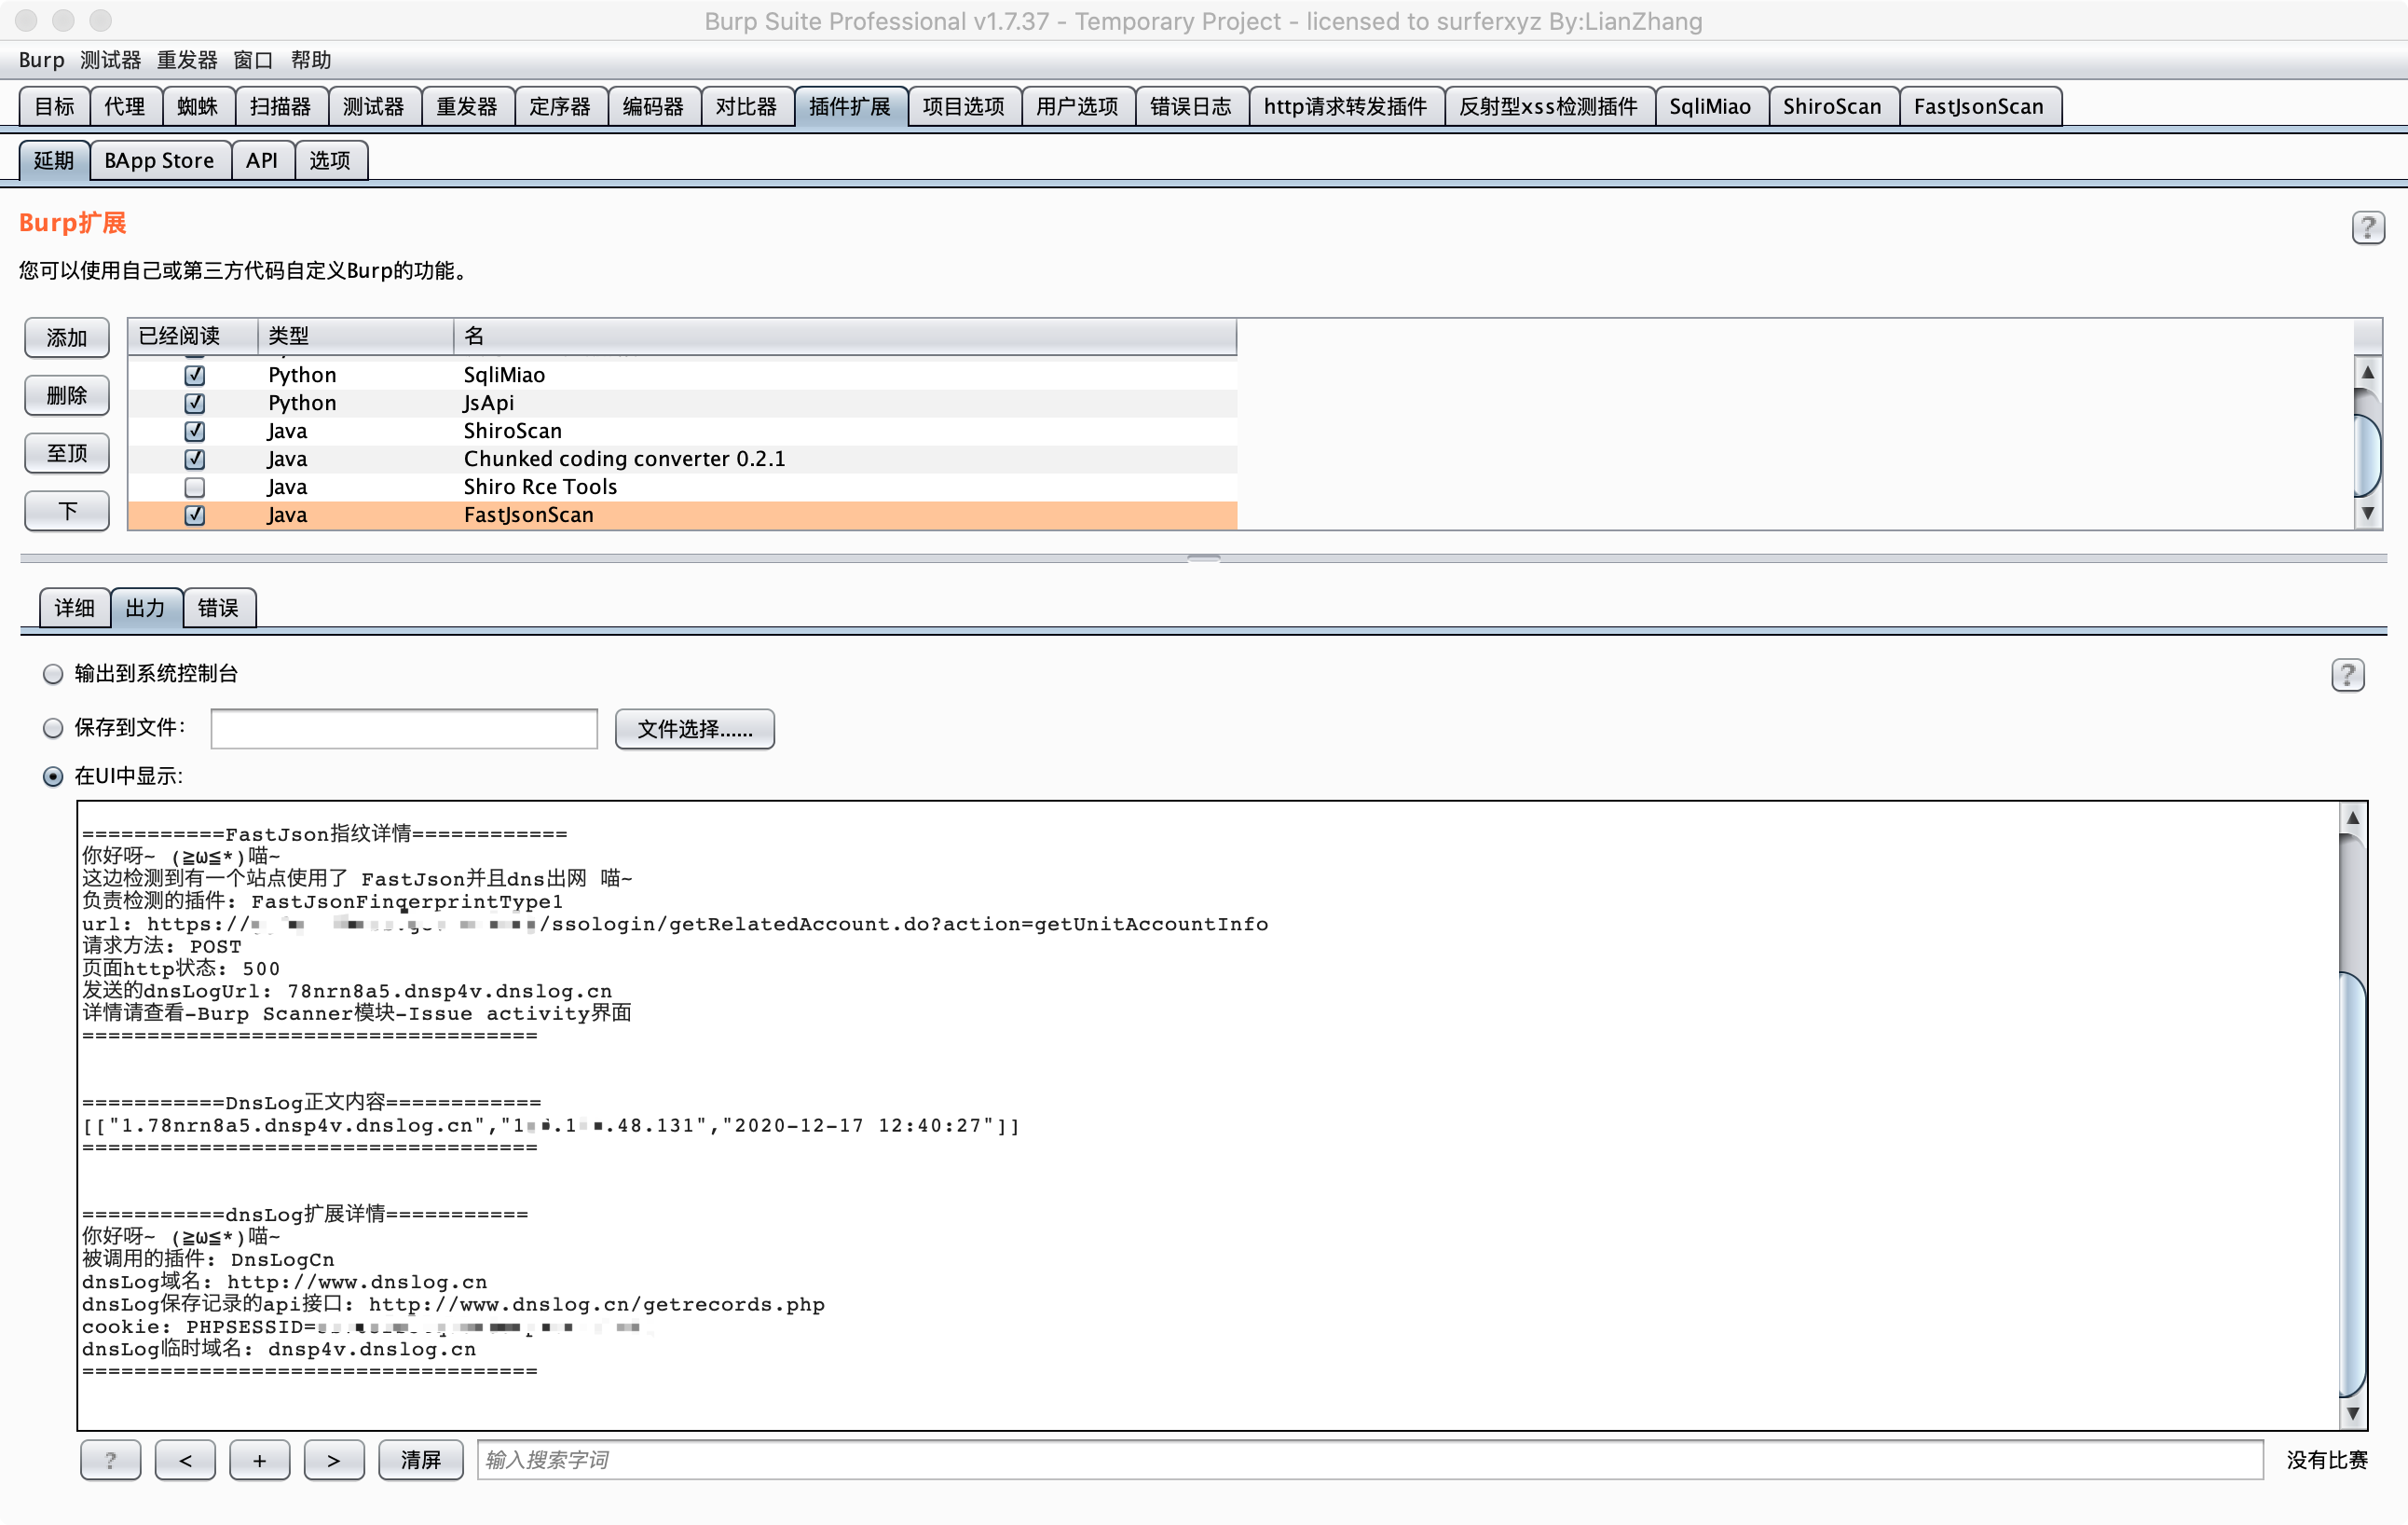 Burp Suite Professional v1.7.37 - Temporary Project - licensed to surferxyz By:LianZhang
Burp 测试器 重发器 窗口 帮助
目标 代理 蜘蛛 扫描器 测试器 重发器 定序器 编码器 对比器 插件扩展 项目选项 用户选项 错误日志 http请求转发插件 反射型xss检测插件 SqliMiao ShiroScan FastJsonScan
延期 BApp Store API 选项
Burp扩展
?
您可以使用自己或第三方代码自定义Burp的功能。
添加 已经阅读 类型 名
Python SqliMiao
删除 Python JsApi
Java ShiroScan
至顶 Java Chunked coding converter 0.2.1
Java Shiro Rce Tools
下 Java FastJsonScan
详细 出力 错误
输出到系统控制台
?
保存到文件: 文件选择......
在UI中显示:
===========FastJson指纹详情============
你好呀~ (≧ω≦*)喵~
这边检测到有一个站点使用了 FastJson并且dns出网 喵~
负责检测的插件: FastJsonFingerprintType1
url: https:///ssologin/getRelatedAccount.do?action=getUnitAccountInfo
请求方法: POST
页面http状态: 500
发送的dnsLogUrl: 78nrn8a5.dnsp4v.dnslog.cn
详情请查看-Burp Scanner模块-Issue activity界面
===================================
===========DnsLog正文内容============
[["1.78nrn8a5.dnsp4v.dnslog.cn","1 .1 .48.131","2020-12-17 12:40:27"]]
===================================
===========dnsLog扩展详情===========
你好呀~ (≧ω≦*)喵~
被调用的插件: DnsLogCn
dnsLog域名: http://www.dnslog.cn
dnsLog保存记录的api接口: http://www.dnslog.cn/getrecords.php
cookie: PHPSESSID=
dnsLog临时域名: dnsp4v.dnslog.cn
===================================
? < + > 清屏 输入搜索字词 没有比赛